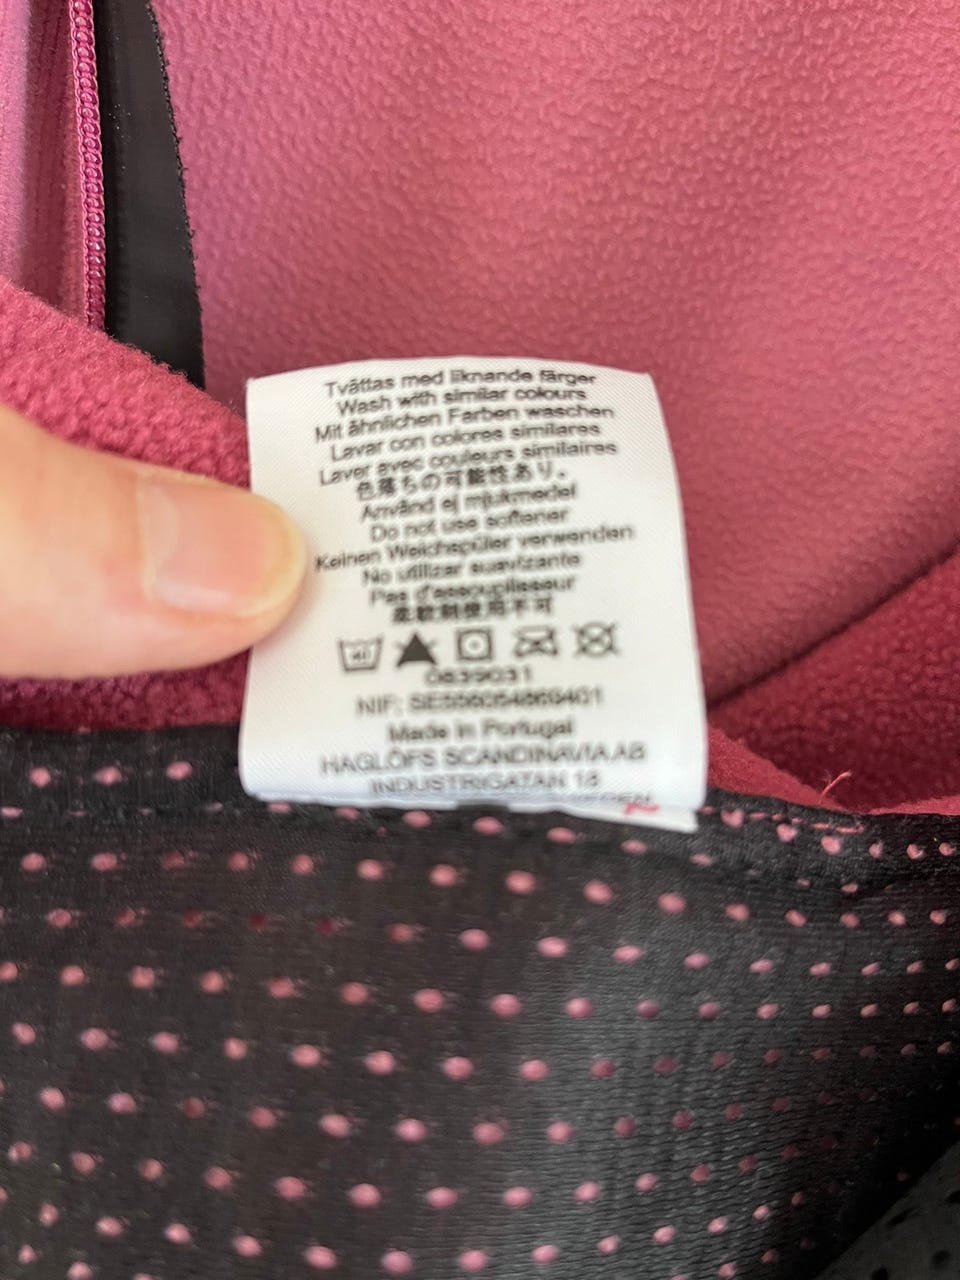 Tvättas med liknande färger
Wash with similar colours
Mit ähnlichen Farben waschen
Lavar con colores similares
Laver avec couleurs similaires
色落ちの可能性あり。
Använd ej mjukmedel
Do not use softener
Keinen Weichspüler verwenden
No utilizar suavizante
Pas d'assouplisseur
柔軟剤使用不可
0839031
NIF:
Made in Portugal
HAGLÖFS SCANDINAVIA AB
INDUSTRIGATAN 18